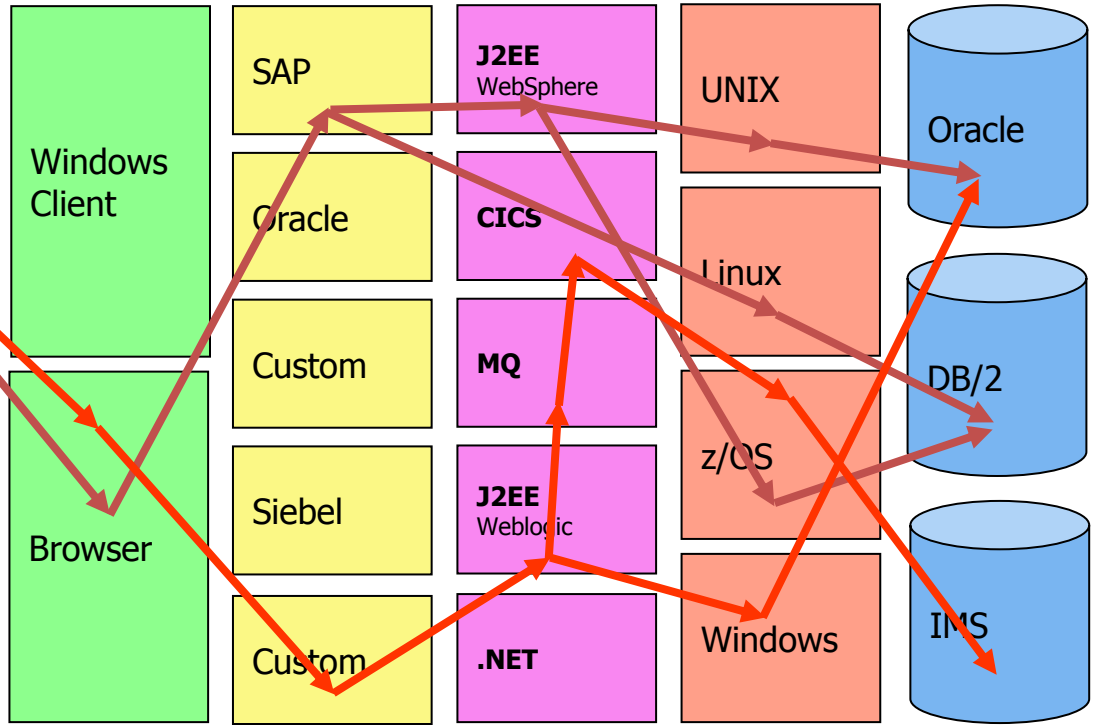 Windows
Client
Browser
SAP
Oracle
Custom
Siebel
Custom
J2EE
WebSphere
CICS
MQ
J2EE
Weblogic
.NET
UNIX
Linux
z/OS
Windows
Oracle
DB/2
IMS